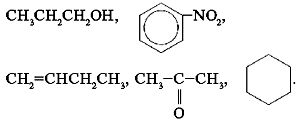 CH₃CH₂CH₂OH, NO₂,
CH₂=CHCH₂CH₃, CH₃–C–CH₃,
O